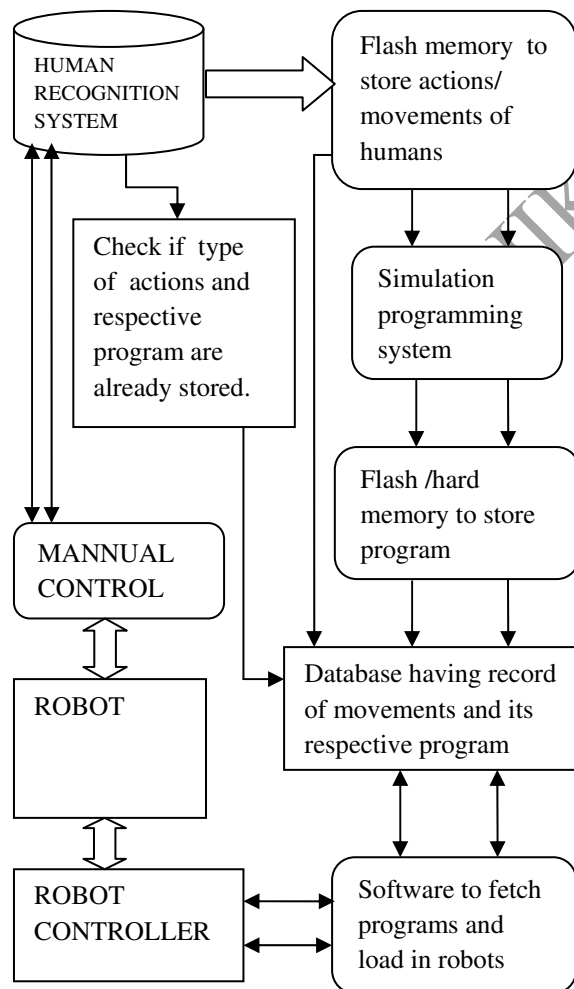 HUMAN
RECOGNITION
SYSTEM
Flash memory to
store actions/
movements of
humans
Check if type
of actions and
respective
program are
already stored.
Simulation
programming
system
Flash /hard
memory to store
program
MANNUAL
CONTROL
ROBOT
Database having record
of movements and its
respective program
ROBOT
CONTROLLER
Software to fetch
programs and
load in robots